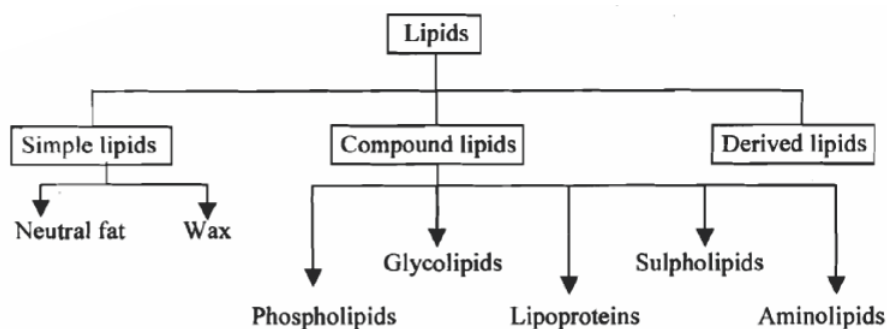 Lipids
Simple lipids
Compound lipids
Derived lipids
Neutral fat
Wax
Glycolipids
Sulpholipids
Phospholipids
Lipoproteins
Aminolipids